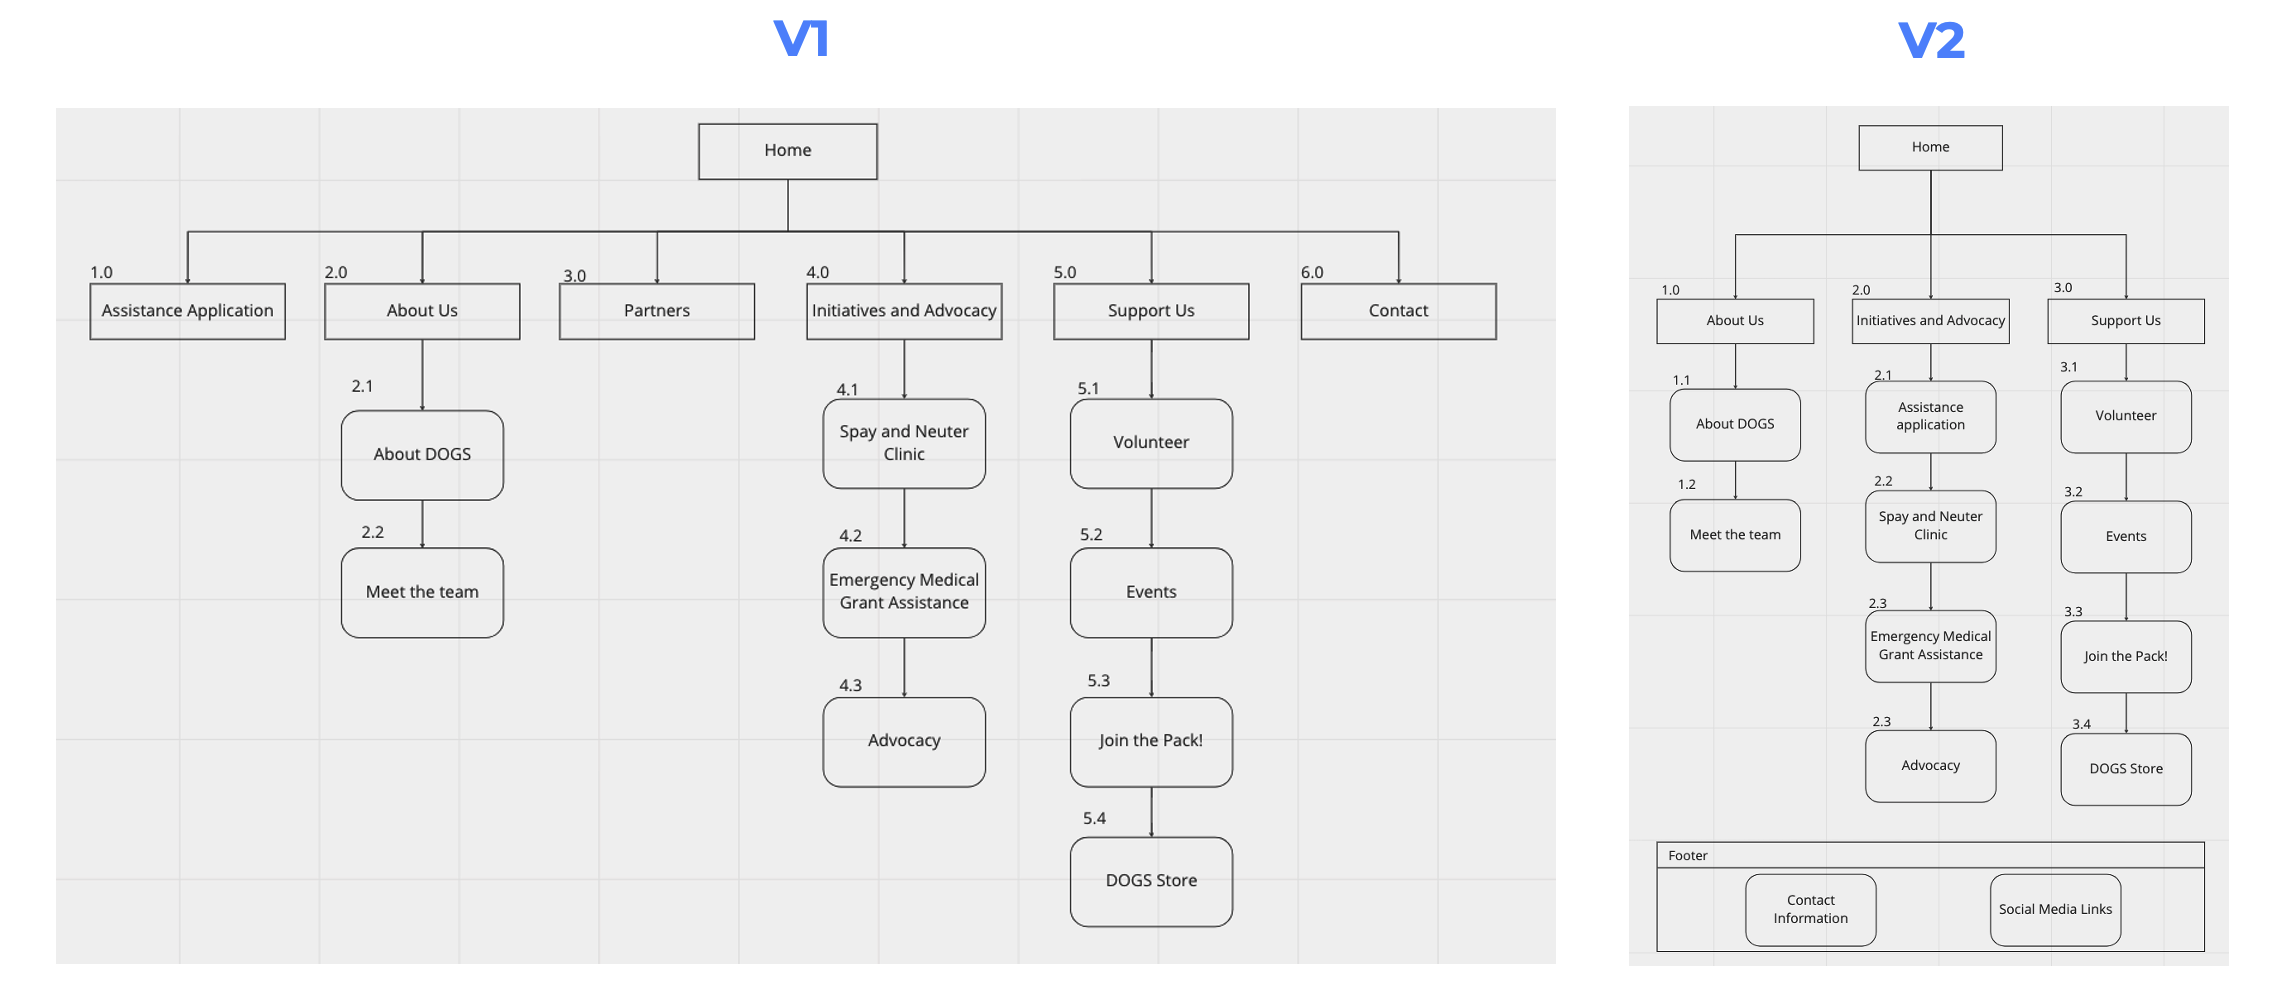 V1
Home
1.0
Assistance Application
2.0
About Us
3.0
Partners
4.0
Initiatives and Advocacy
5.0
Support Us
6.0
Contact
2.1
About DOGS
2.2
Meet the team
4.1
Spay and Neuter
Clinic
4.2
Emergency Medical
Grant Assistance
4.3
Advocacy
5.1
Volunteer
5.2
Events
5.3
Join the Pack!
5.4
DOGS Store
V2
Home
1.0
About Us
2.0
Initiatives and Advocacy
3.0
Support Us
1.1
About DOGS
1.2
Meet the team
2.1
Assistance
application
2.2
Spay and Neuter
Clinic
2.3
Emergency Medical
Grant Assistance
2.3
Advocacy
3.1
Volunteer
3.2
Events
3.3
Join the Pack!
3.4
DOGS Store
Footer
Contact
Information
Social Media Links